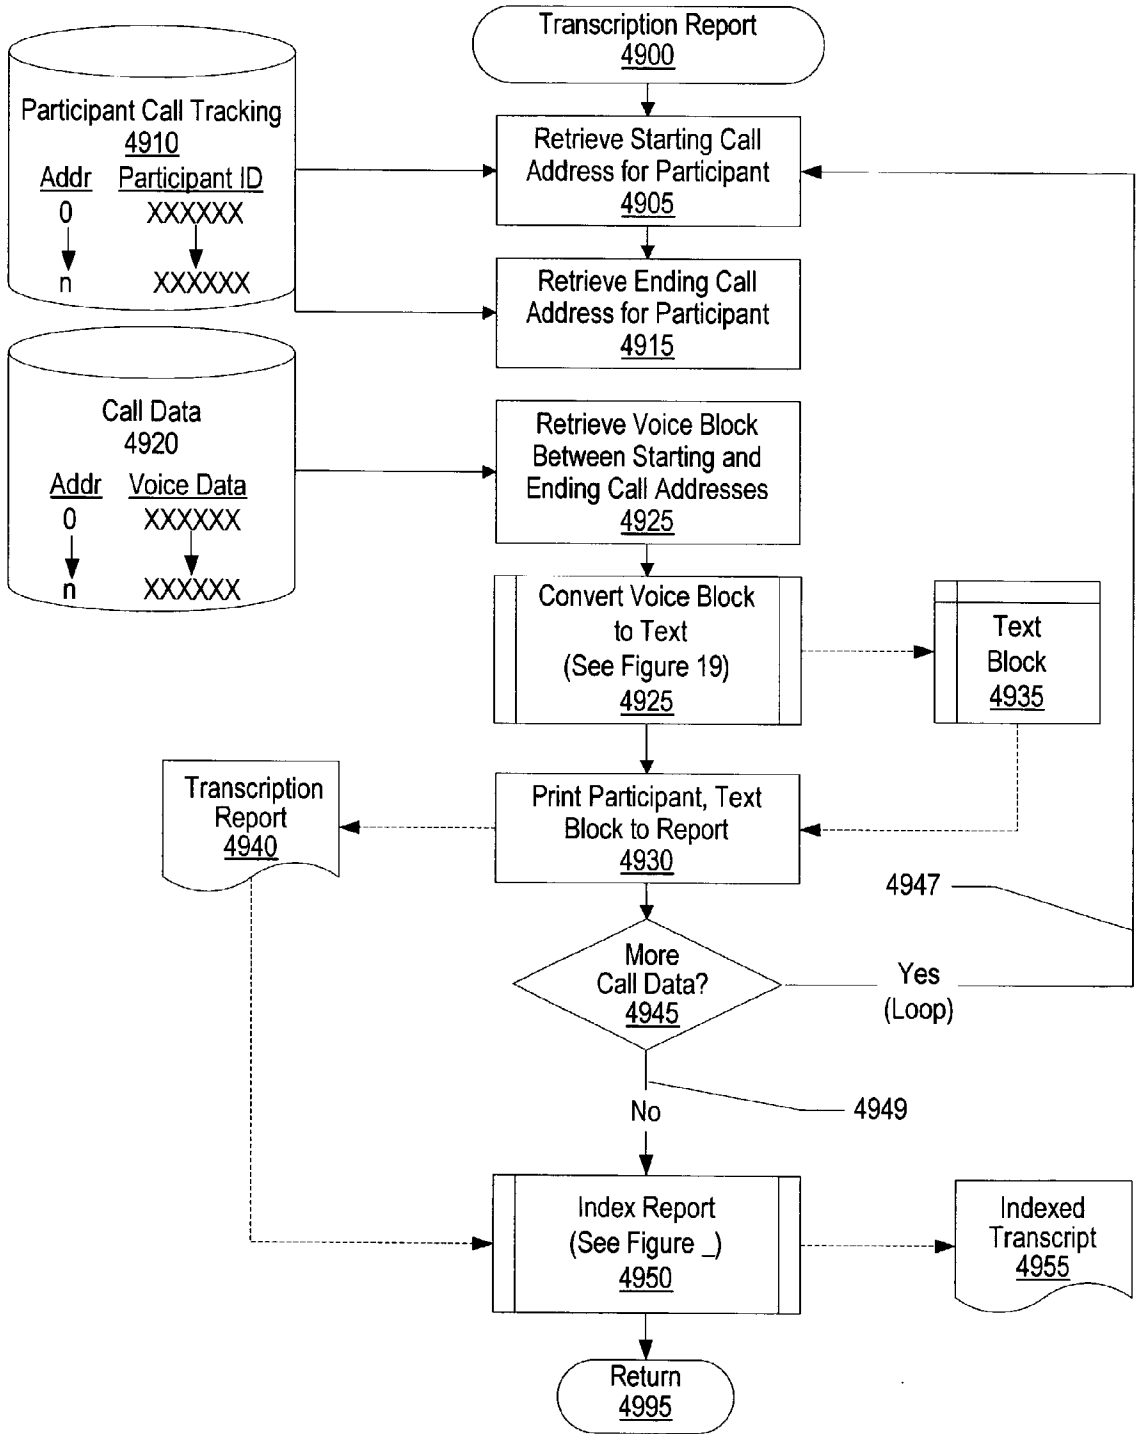 Transcription Report
4900
Participant Call Tracking
4910
Addr Participant ID
0 XXXXXX
n XXXXXX
Retrieve Starting Call
Address for Participant
4905
Retrieve Ending Call
Address for Participant
4915
Call Data
4920
Addr Voice Data
0 XXXXXX
n XXXXXX
Retrieve Voice Block
Between Starting and
Ending Call Addresses
4925
Convert Voice Block
to Text
(See Figure 19)
4925
Text
Block
4935
Transcription
Report
4940
Print Participant, Text
Block to Report
4930
4947
More
Call Data?
4945
Yes
(Loop)
4949
No
Index Report
(See Figure _)
4950
Indexed
Transcript
4955
Return
4995